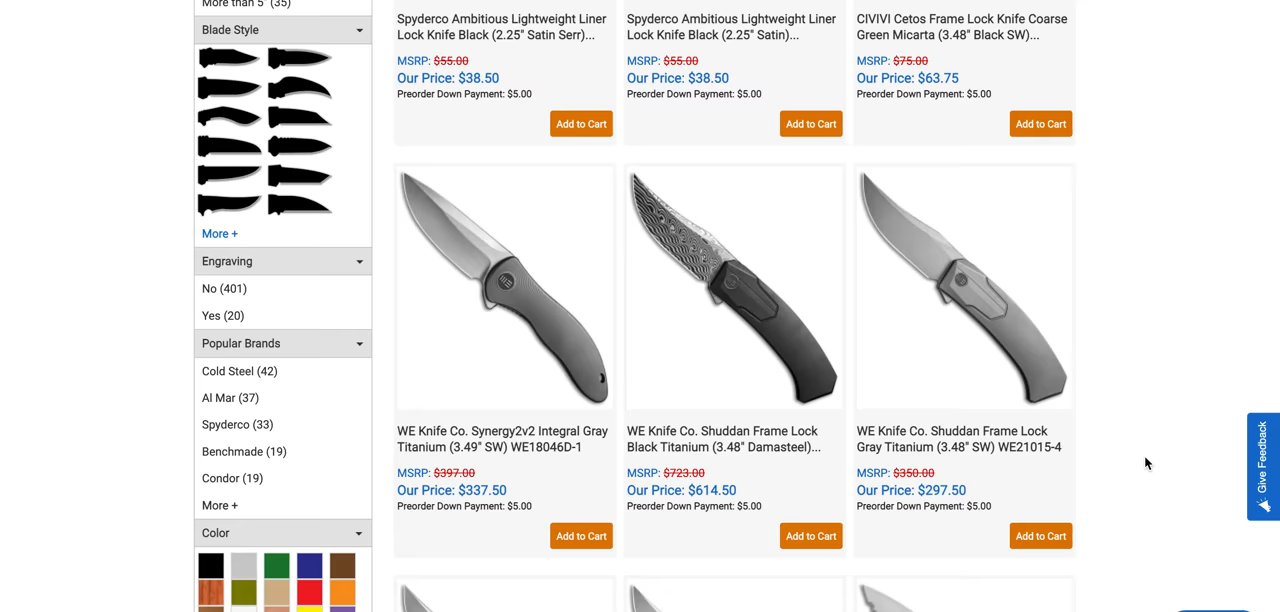 More than 5" (35)
Blade Style
More +
Engraving
No (401)
Yes (20)
Popular Brands
Cold Steel (42)
Al Mar (37)
Spyderco (33)
Benchmade (19)
Condor (19)
More +
Color
Spyderco Ambitious Lightweight Liner
Lock Knife Black (2.25" Satin Serr)...
MSRP: $55.00
Our Price: $38.50
Preorder Down Payment: $5.00
Add to Cart
Spyderco Ambitious Lightweight Liner
Lock Knife Black (2.25" Satin)...
MSRP: $55.00
Our Price: $38.50
Preorder Down Payment: $5.00
Add to Cart
CIVIVI Cetos Frame Lock Knife Coarse
Green Micarta (3.48" Black SW)...
MSRP: $75.00
Our Price: $63.75
Preorder Down Payment: $5.00
Add to Cart
WE Knife Co. Synergy2v2 Integral Gray
Titanium (3.49" SW) WE18046D-1
MSRP: $397.00
Our Price: $337.50
Preorder Down Payment: $5.00
Add to Cart
WE Knife Co. Shuddan Frame Lock
Black Titanium (3.48" Damasteel)...
MSRP: $723.00
Our Price: $614.50
Preorder Down Payment: $5.00
Add to Cart
WE Knife Co. Shuddan Frame Lock
Gray Titanium (3.48" SW) WE21015-4
MSRP: $350.00
Our Price: $297.50
Preorder Down Payment: $5.00
Add to Cart
Give Feedback